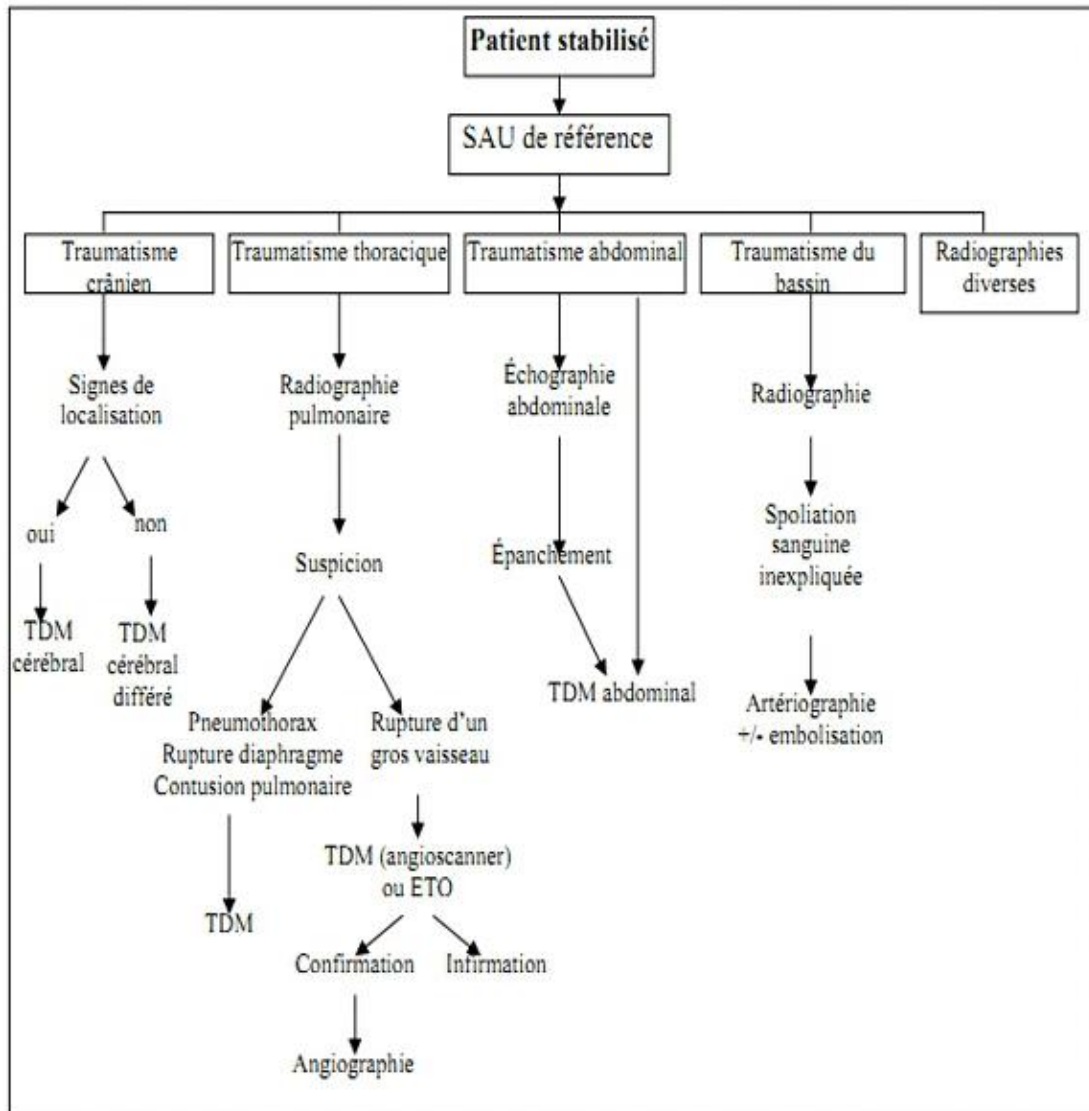 Patient stabilisé
SAU de référence
Traumatisme
crânien
Traumatisme thoracique
Traumatisme abdominal
Traumatisme du
bassin
Radiographies
diverses
Signes de
localisation
oui
non
TDM
cérébral
TDM
cérébral
différé
Radiographie
pulmonaire
Suspicion
Pneumothorax
Rupture diaphragme
Contusion pulmonaire
TDM
Rupture d'un
gros vaisseau
TDM (angioscanner)
ou ETO
Confirmation
Infirmation
Angiographie
Échographie
abdominale
Épanchement
TDM abdominal
Radiographie
Spoliation
sanguine
inexpliquée
Artériographie
+/- embolisation